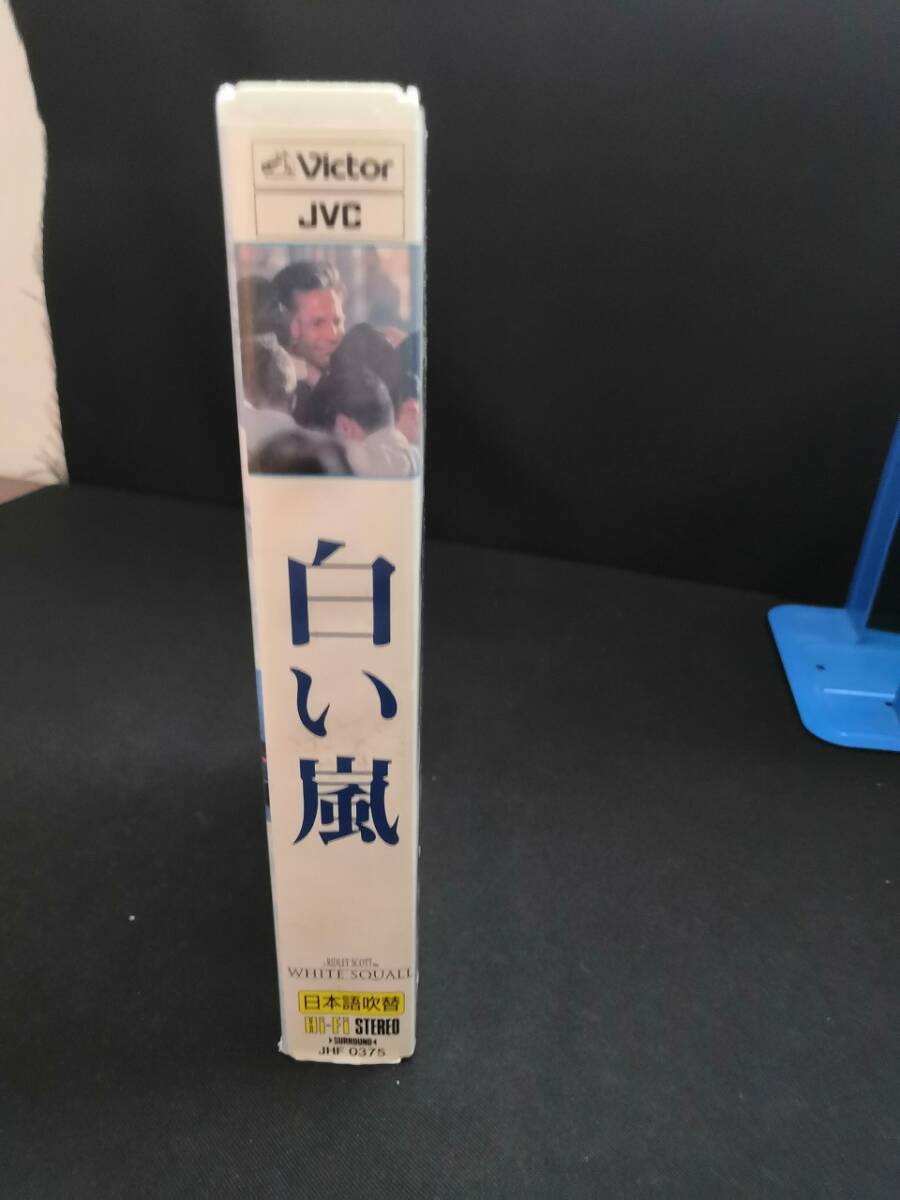 Victor
JVC
白い嵐
A RIDLEY SCOTT film
WHITE SQUALL
日本語吹替
Hi-Fi STEREO
SURROUND
JHF 0375